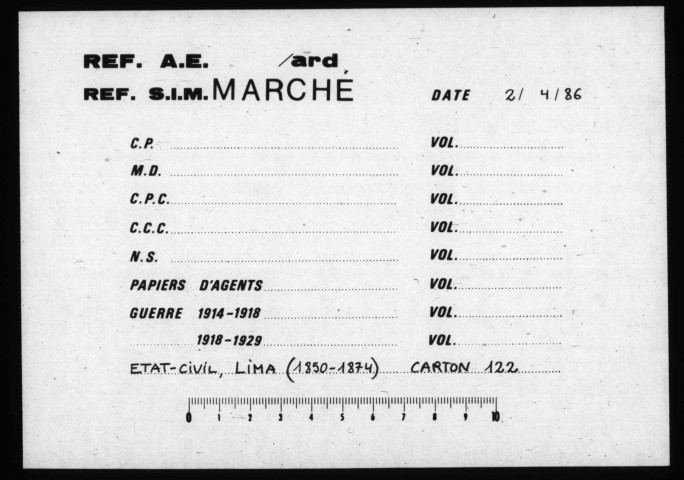 REF. A.E. /ard
REF. S.I.M. MARCHÉ DATE 2/ 4/86
C.P. VOL.
M.D. VOL.
C.P.C. VOL.
C.C.C. VOL.
N.S. VOL.
PAPIERS D'AGENTS VOL.
GUERRE 1914-1918 VOL.
1918-1929 VOL.
ETAT-CIVIL, LIMA (1850-1874) CARTON 122
0 1 2 3 4 5 6 7 8 9 10